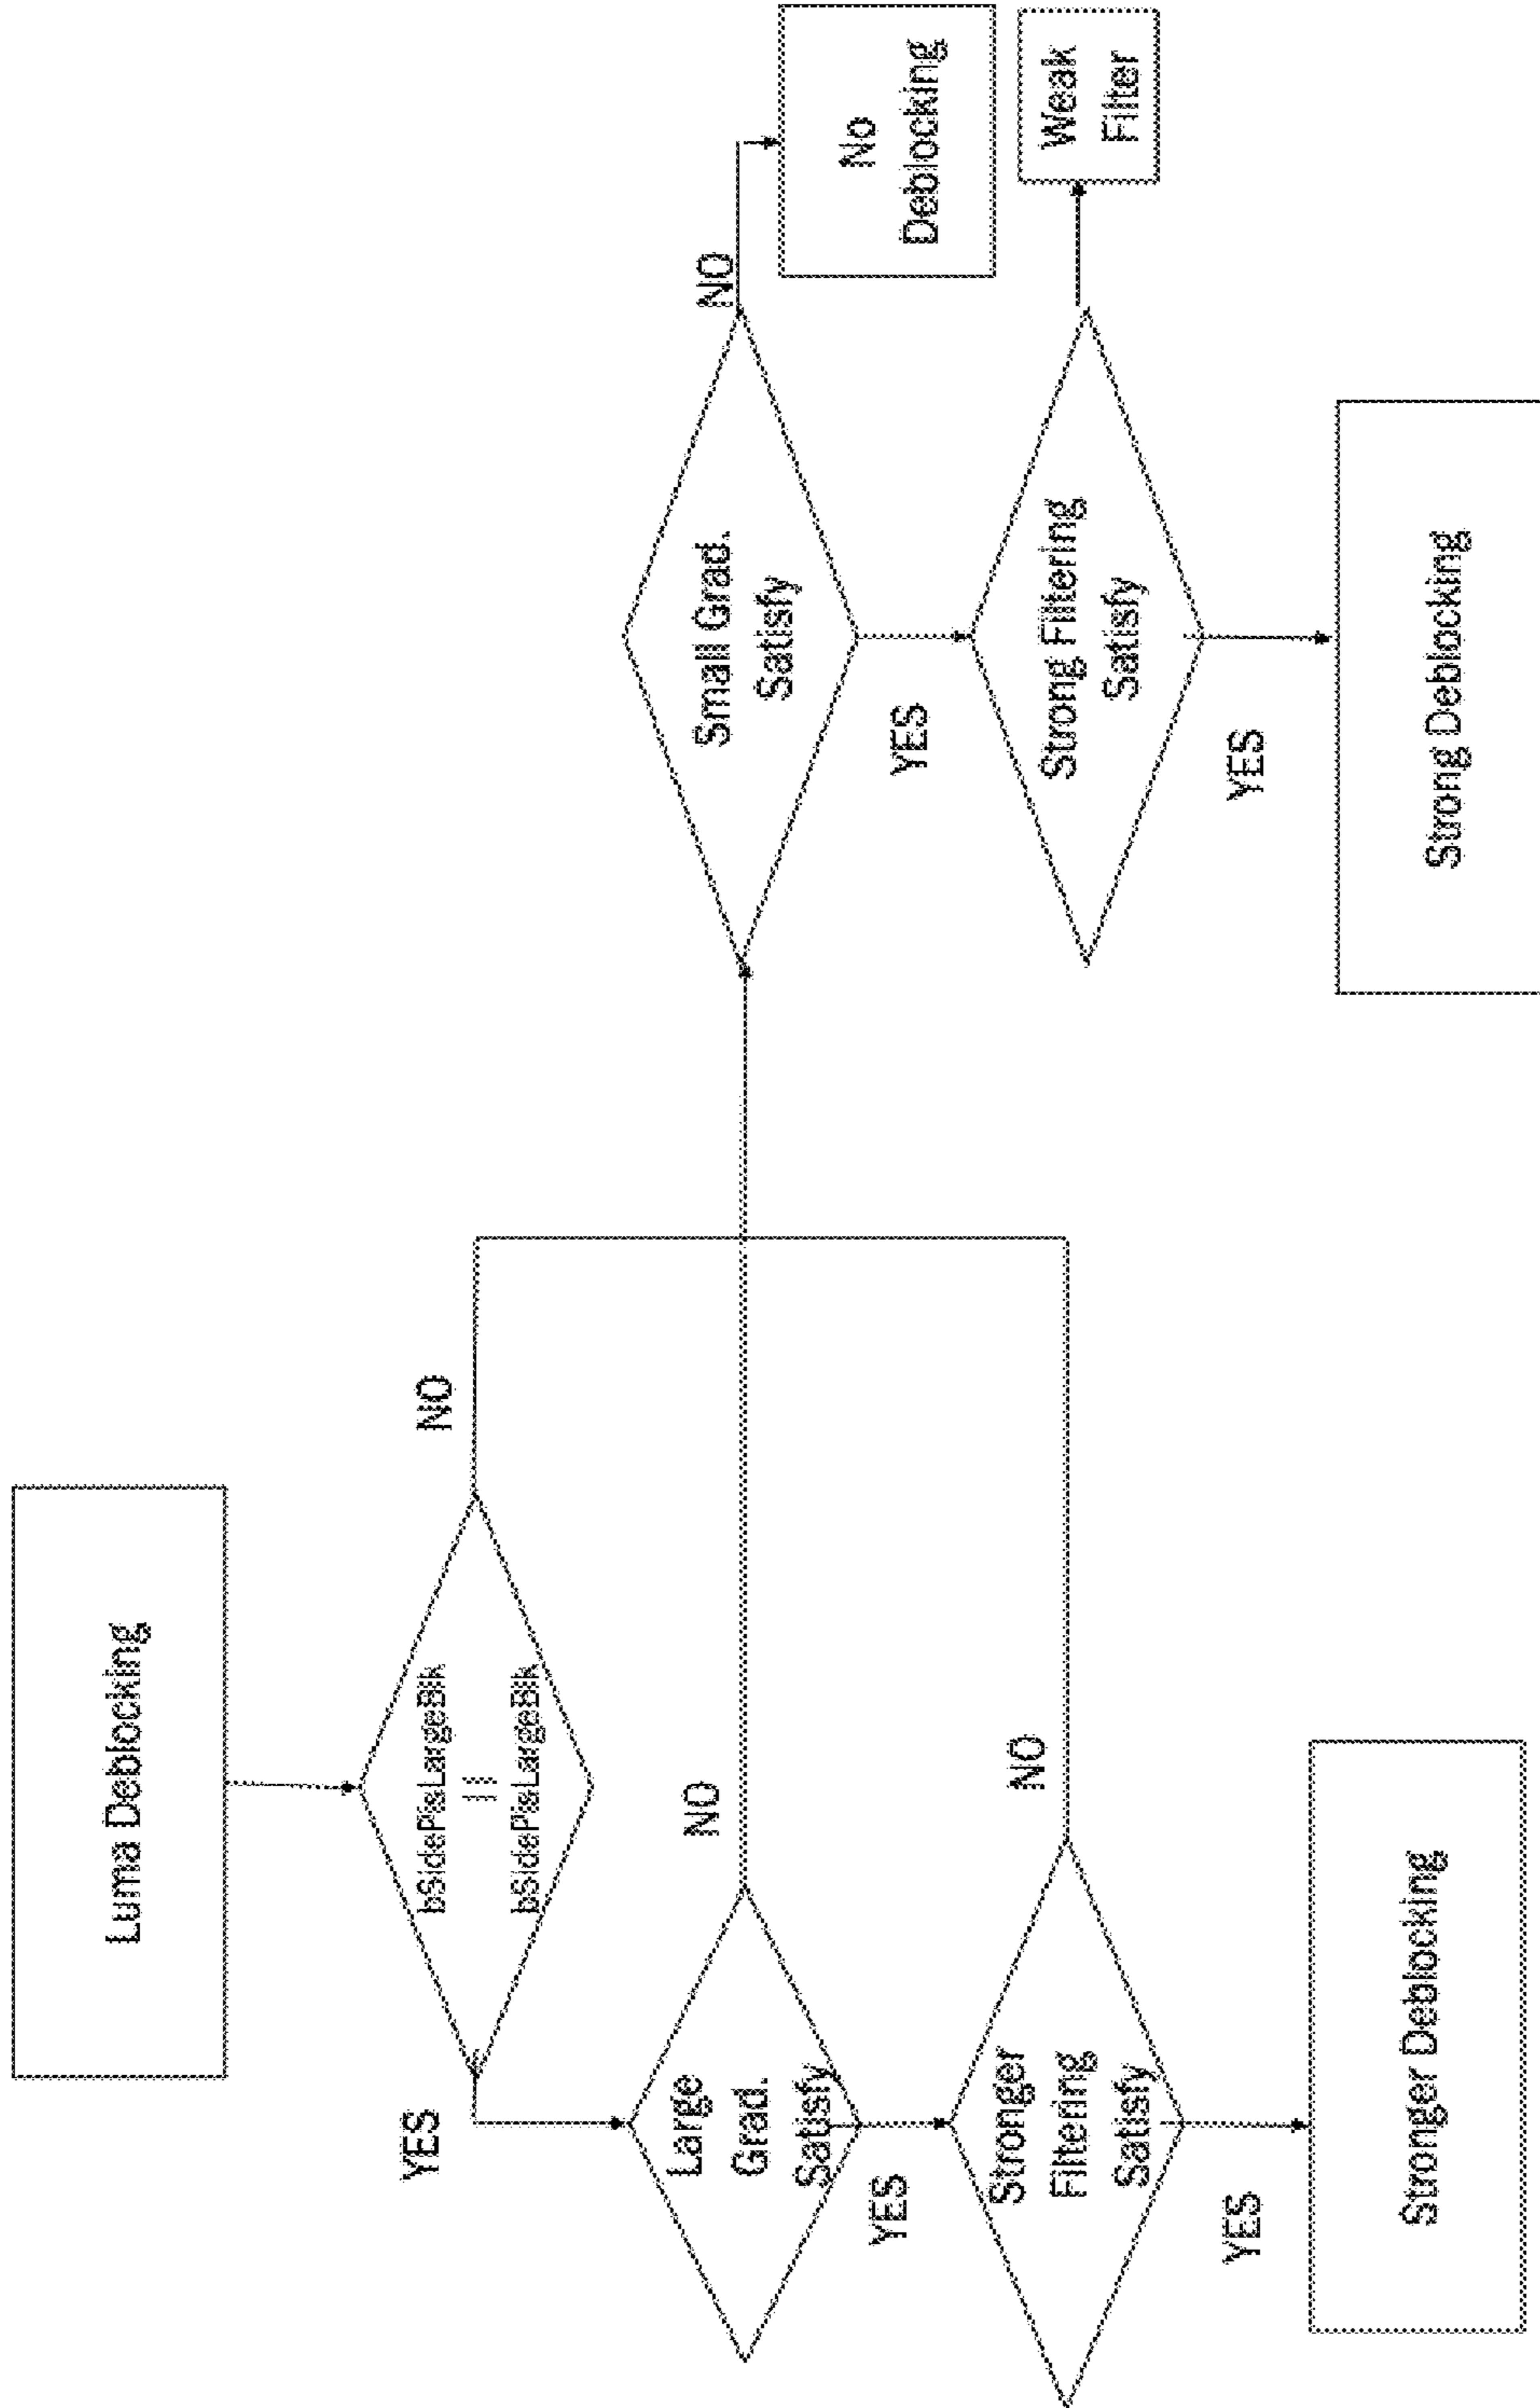 Luma Deblocking
bSidePisLargeBlk
||
bSidePisLargeBlk
YES
NO
Large
Grad.
Satisfy
NO
YES
Stronger
Filtering
Satisfy
NO
YES
Stronger Deblocking
Small Grad.
Satisfy
NO
No
Deblocking
YES
Strong Filtering
Satisfy
Weak
Filter
YES
Strong Deblocking